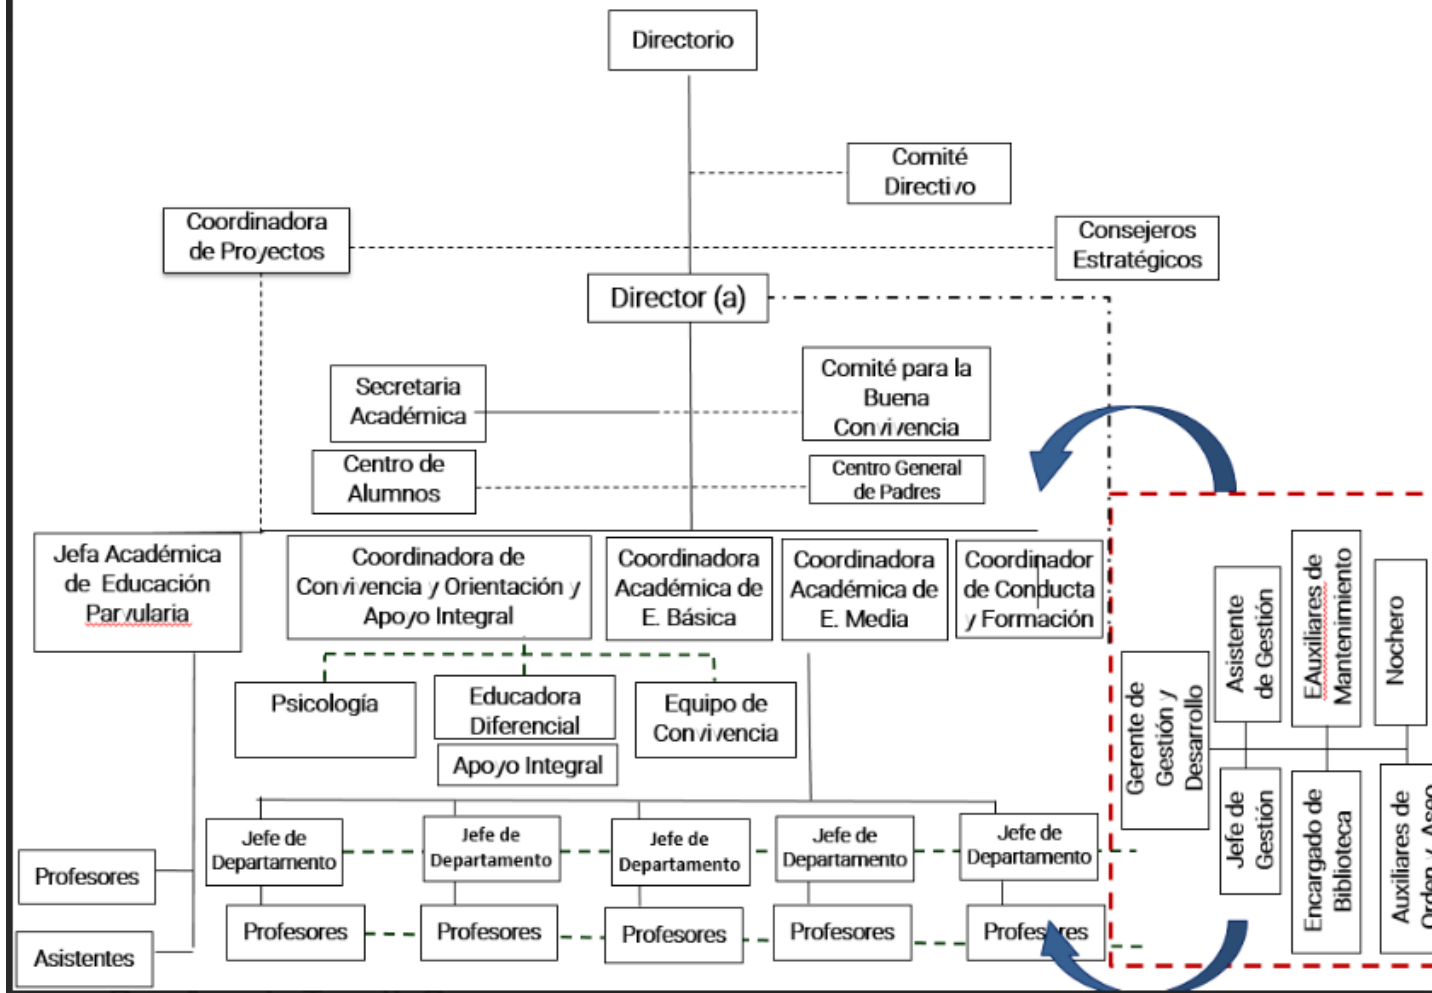 Directorio
Comité
Directivo
Coordinadora
de Proyectos
Consejeros
Estratégicos
Director (a)
Secretaria
Académica
Comité para la
Buena
Convivencia
Centro de
Alumnos
Centro General
de Padres
Jefa Académica
de Educación
Parvularia
Coordinadora de
Convivencia y Orientación y
Apoyo Integral
Coordinadora
Académica de
E. Básica
Coordinadora
Académica de
E. Media
Coordinador
de Conducta
y Formación
Psicología
Educadora
Diferencial
Equipo de
Convivencia
Apoyo Integral
Gerente de
Gestión y
Desarrollo
Asistente
de Gestión
EAuxiliares de
Mantenimiento
Nochero
Jefe de
Gestión
Encargado de
Biblioteca
Auxiliares de
Orden y Aseo
Jefe de
Departamento
Jefe de
Departamento
Jefe de
Departamento
Jefe de
Departamento
Jefe de
Departamento
Profesores
Profesores
Profesores
Profesores
Profesores
Profesores
Asistentes